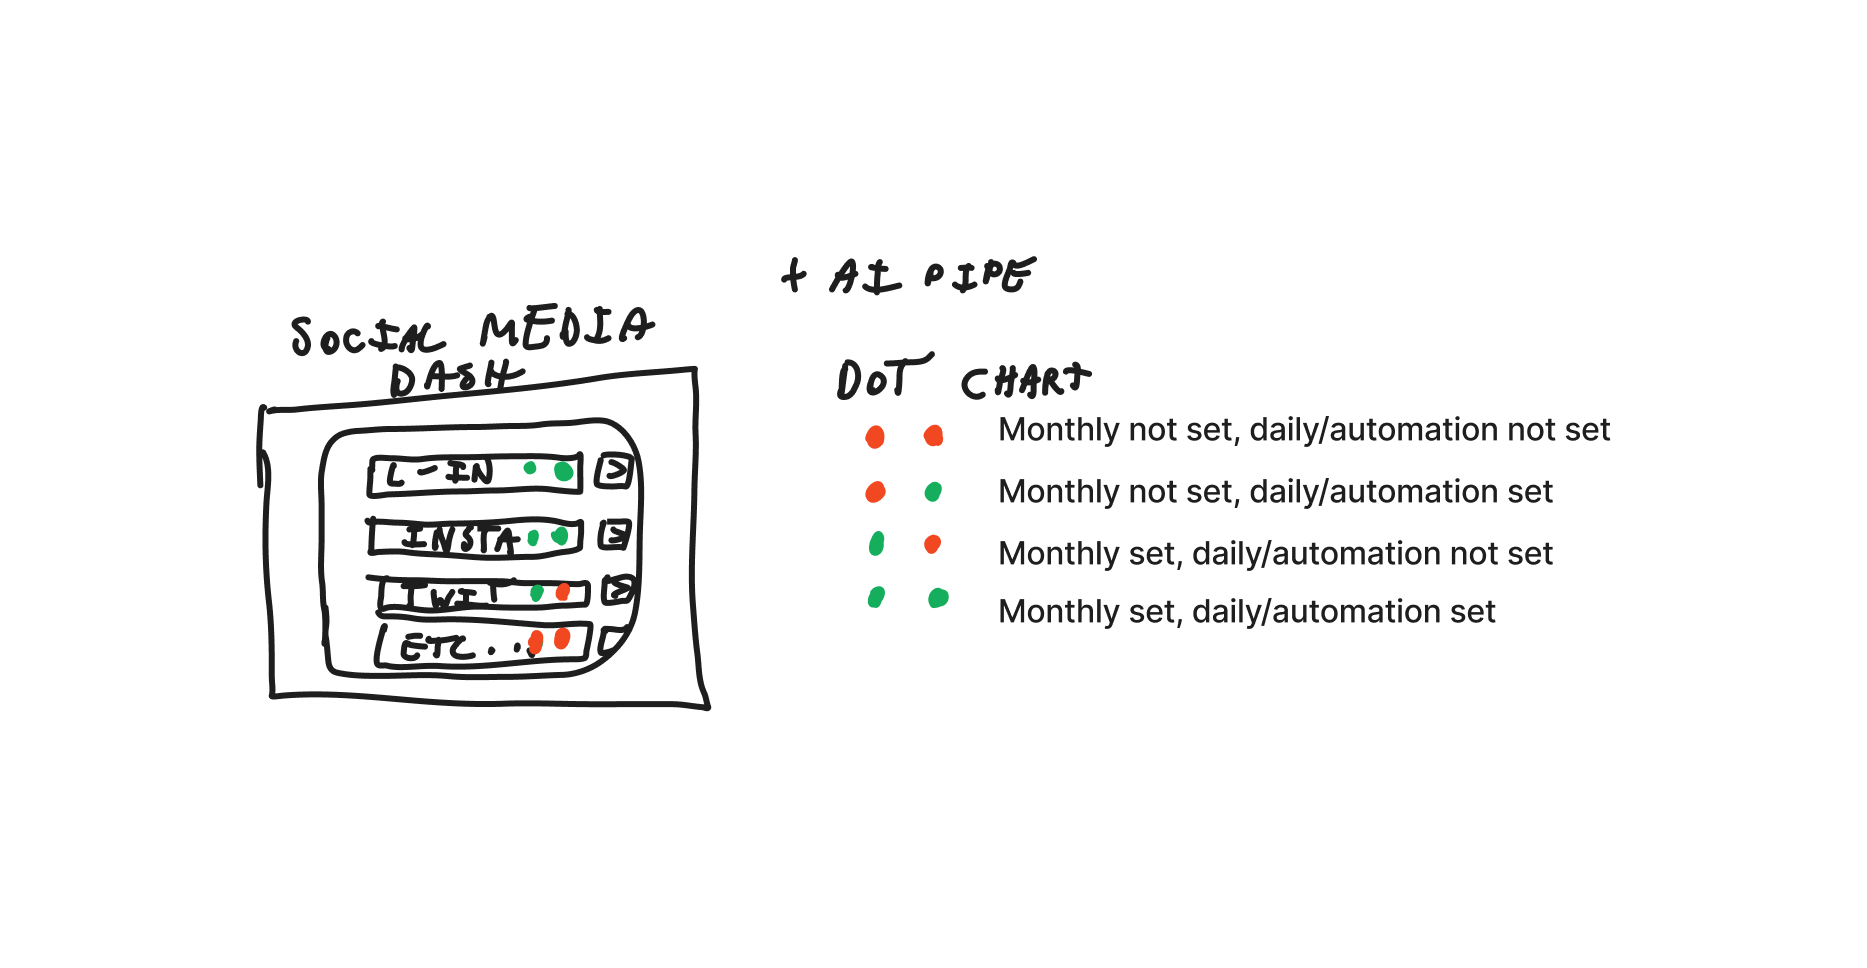 + AI PIPE
SOCIAL MEDIA
DASH
L-IN >
INSTA >
TWIT >
ETC...
DOT CHART
Monthly not set, daily/automation not set
Monthly not set, daily/automation set
Monthly set, daily/automation not set
Monthly set, daily/automation set